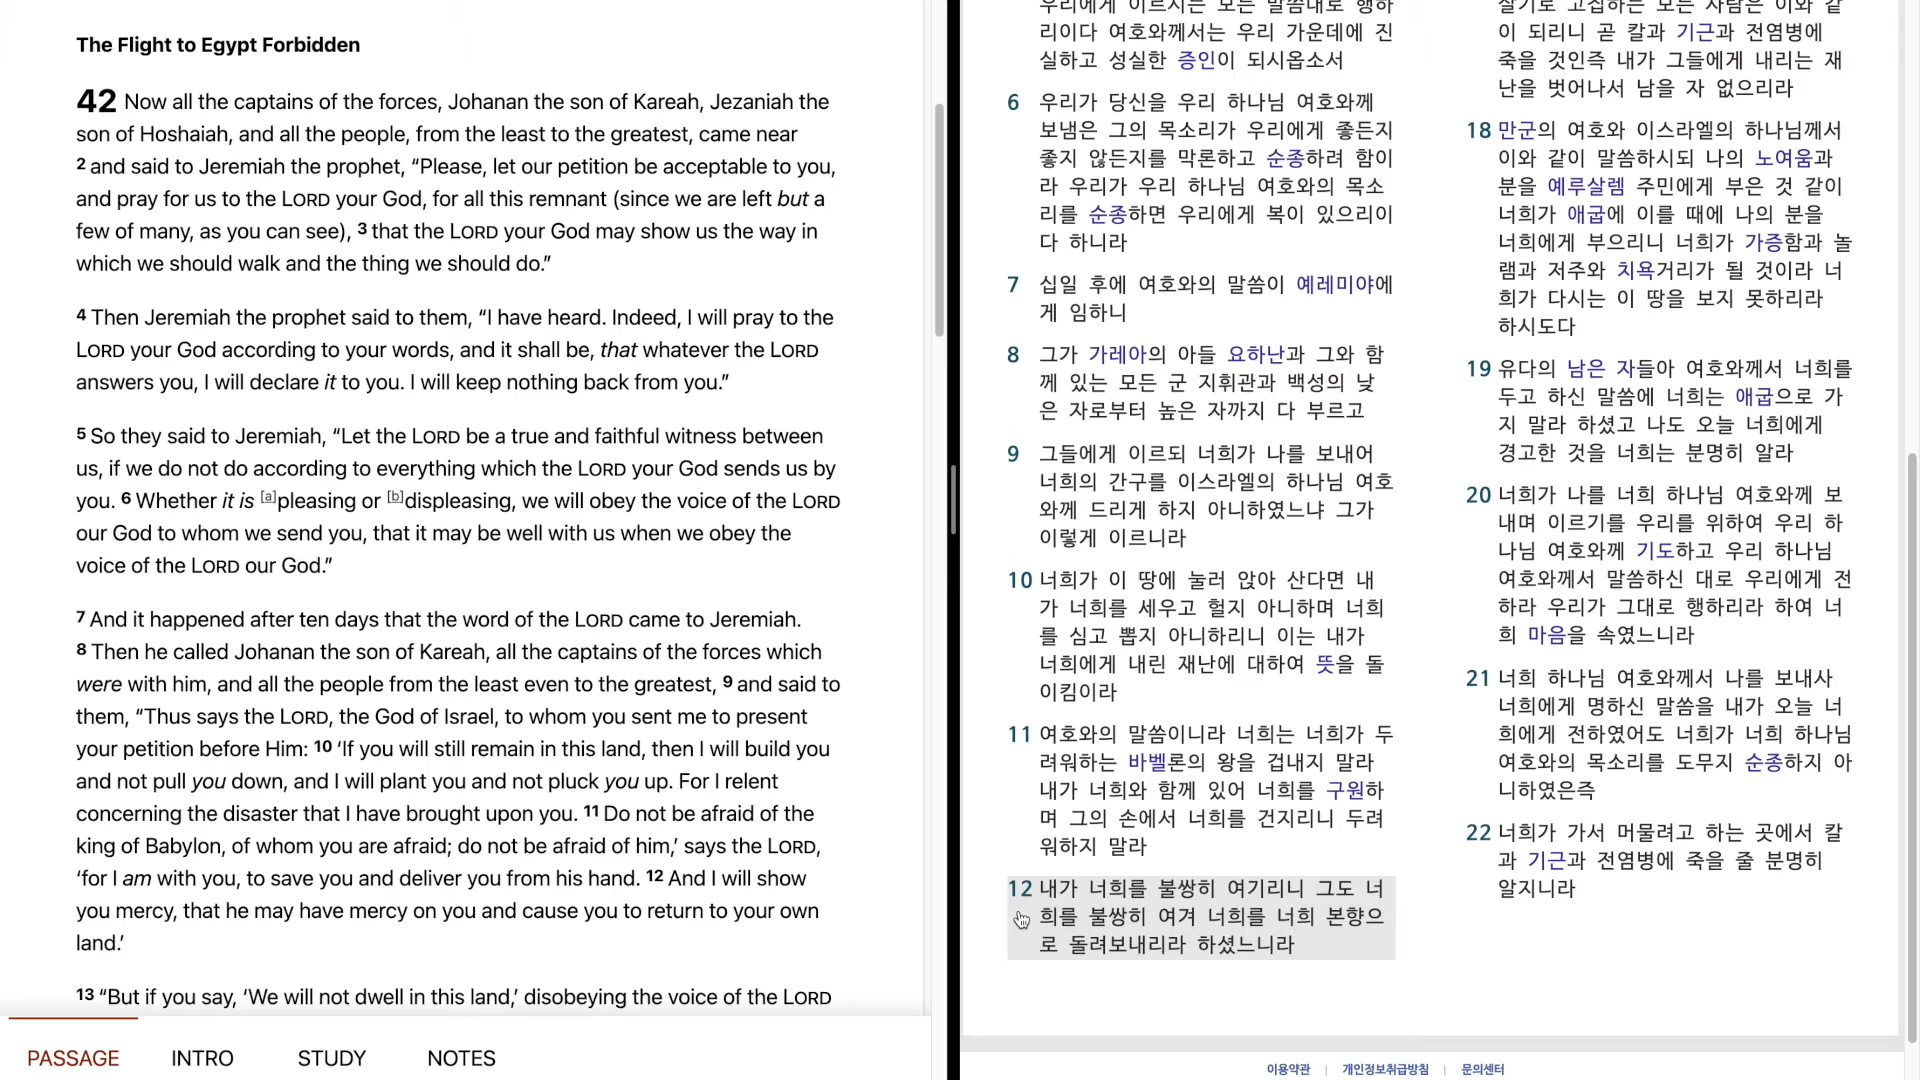 The Flight to Egypt Forbidden
42 Now all the captains of the forces, Johanan the son of Kareah, Jezaniah the
son of Hoshaiah, and all the people, from the least to the greatest, came near
2 and said to Jeremiah the prophet, “Please, let our petition be acceptable to you,
and pray for us to the LORD your God, for all this remnant (since we are left but a
few of many, as you can see), 3 that the LORD your God may show us the way in
which we should walk and the thing we should do.”
4 Then Jeremiah the prophet said to them, “I have heard. Indeed, I will pray to the
LORD your God according to your words, and it shall be, that whatever the LORD
answers you, I will declare it to you. I will keep nothing back from you.”
5 So they said to Jeremiah, “Let the LORD be a true and faithful witness between
us, if we do not do according to everything which the LORD your God sends us by
you. 6 Whether it is [a]pleasing or [b]displeasing, we will obey the voice of the LORD
our God to whom we send you, that it may be well with us when we obey the
voice of the LORD our God.”
7 And it happened after ten days that the word of the LORD came to Jeremiah.
8 Then he called Johanan the son of Kareah, all the captains of the forces which
were with him, and all the people from the least even to the greatest, 9 and said to
them, “Thus says the LORD, the God of Israel, to whom you sent me to present
your petition before Him: 10 ‘If you will still remain in this land, then I will build you
and not pull you down, and I will plant you and not pluck you up. For I relent
concerning the disaster that I have brought upon you. 11 Do not be afraid of the
king of Babylon, of whom you are afraid; do not be afraid of him,’ says the LORD,
‘for I am with you, to save you and deliver you from his hand. 12 And I will show
you mercy, that he may have mercy on you and cause you to return to your own
land.’
13 “But if you say, ‘We will not dwell in this land,’ disobeying the voice of the LORD
PASSAGE INTRO STUDY NOTES
우리에게 이르시는 모든 말씀대로 행하
리이다 여호와께서는 우리 가운데에 진
실하고 성실한 증인이 되시옵소서
6 우리가 당신을 우리 하나님 여호와께
보냄은 그의 목소리가 우리에게 좋든지
좋지 않든지를 막론하고 순종하려 함이
라 우리가 우리 하나님 여호와의 목소
리를 순종하면 우리에게 복이 있으리이
다 하니라
7 십일 후에 여호와의 말씀이 예레미야에
게 임하니
8 그가 가레아의 아들 요하난과 그와 함
께 있는 모든 군 지휘관과 백성의 낮
은 자로부터 높은 자까지 다 부르고
9 그들에게 이르되 너희가 나를 보내어
너희의 간구를 이스라엘의 하나님 여호
와께 드리게 하지 아니하였느냐 그가
이렇게 이르니라
10 너희가 이 땅에 눌러 앉아 산다면 내
가 너희를 세우고 헐지 아니하며 너희
를 심고 뽑지 아니하리니 이는 내가
너희에게 내린 재난에 대하여 뜻을 돌
이킴이라
11 여호와의 말씀이니라 너희는 너희가 두
려워하는 바벨론의 왕을 겁내지 말라
내가 너희와 함께 있어 너희를 구원하
며 그의 손에서 너희를 건지리니 두려
워하지 말라
12 내가 너희를 불쌍히 여기리니 그도 너
희를 불쌍히 여겨 너희를 너희 본향으
로 돌려보내리라 하셨느니라
살기로 고집하는 모든 사람은 이와 같
이 되리니 곧 칼과 기근과 전염병에
죽을 것인즉 내가 그들에게 내리는 재
난을 벗어나서 남을 자 없으리라
18 만군의 여호와 이스라엘의 하나님께서
이와 같이 말씀하시되 나의 노여움과
분을 예루살렘 주민에게 부은 것 같이
너희가 애굽에 이를 때에 나의 분을
너희에게 부으리니 너희가 가증함과 놀
램과 저주와 치욕거리가 될 것이라 너
희가 다시는 이 땅을 보지 못하리라
하시도다
19 유다의 남은 자들아 여호와께서 너희를
두고 하신 말씀에 너희는 애굽으로 가
지 말라 하셨고 나도 오늘 너희에게
경고한 것을 너희는 분명히 알라
20 너희가 나를 너희 하나님 여호와께 보
내며 이르기를 우리를 위하여 우리 하
나님 여호와께 기도하고 우리 하나님
여호와께서 말씀하신 대로 우리에게 전
하라 우리가 그대로 행하리라 하여 너
희 마음을 속였느니라
21 너희 하나님 여호와께서 나를 보내사
너희에게 명하신 말씀을 내가 오늘 너
희에게 전하였어도 너희가 너희 하나님
여호와의 목소리를 도무지 순종하지 아
니하였은즉
22 너희가 가서 머물려고 하는 곳에서 칼
과 기근과 전염병에 죽을 줄 분명히
알지니라
이용약관 | 개인정보취급방침 | 문의센터